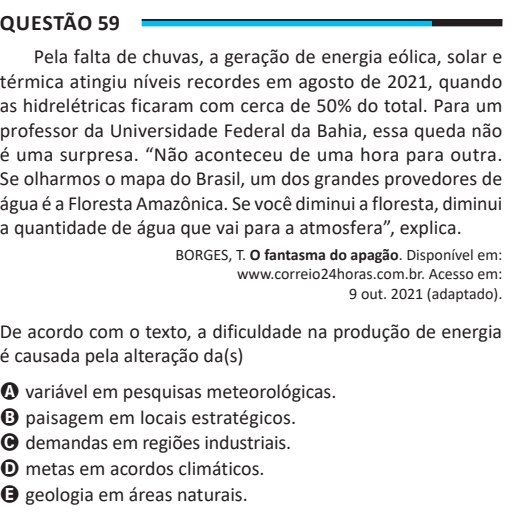 QUESTÃO 59
Pela falta de chuvas, a geração de energia eólica, solar e
térmica atingiu níveis recordes em agosto de 2021, quando
as hidrelétricas ficaram com cerca de 50% do total. Para um
professor da Universidade Federal da Bahia, essa queda não
é uma surpresa. “Não aconteceu de uma hora para outra.
Se olharmos o mapa do Brasil, um dos grandes provedores de
água é a Floresta Amazônica. Se você diminui a floresta, diminui
a quantidade de água que vai para a atmosfera”, explica.
BORGES, T. O fantasma do apagão. Disponível em:
www.correio24horas.com.br. Acesso em:
9 out. 2021 (adaptado).
De acordo com o texto, a dificuldade na produção de energia
é causada pela alteração da(s)
A variável em pesquisas meteorológicas.
B paisagem em locais estratégicos.
C demandas em regiões industriais.
D metas em acordos climáticos.
E geologia em áreas naturais.